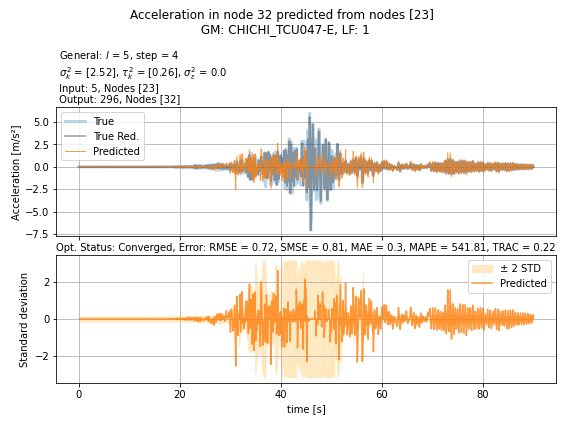 Acceleration in node 32 predicted from nodes [23]
GM: CHICHI_TCU047-E, LF: 1
General: l = 5, step = 4
σ²ₖ = [2.52], τ²ₖ = [0.26], σ²ε = 0.0
Input: 5, Nodes [23]
Output: 296, Nodes [32]
Acceleration [m/s²]
5.0
2.5
0.0
−2.5
−5.0
−7.5
True
True Red.
Predicted
Opt. Status: Converged, Error: RMSE = 0.72, SMSE = 0.81, MAE = 0.3, MAPE = 541.81, TRAC = 0.22
Standard deviation
2
0
−2
± 2 STD
Predicted
0 20 40 60 80
time [s]